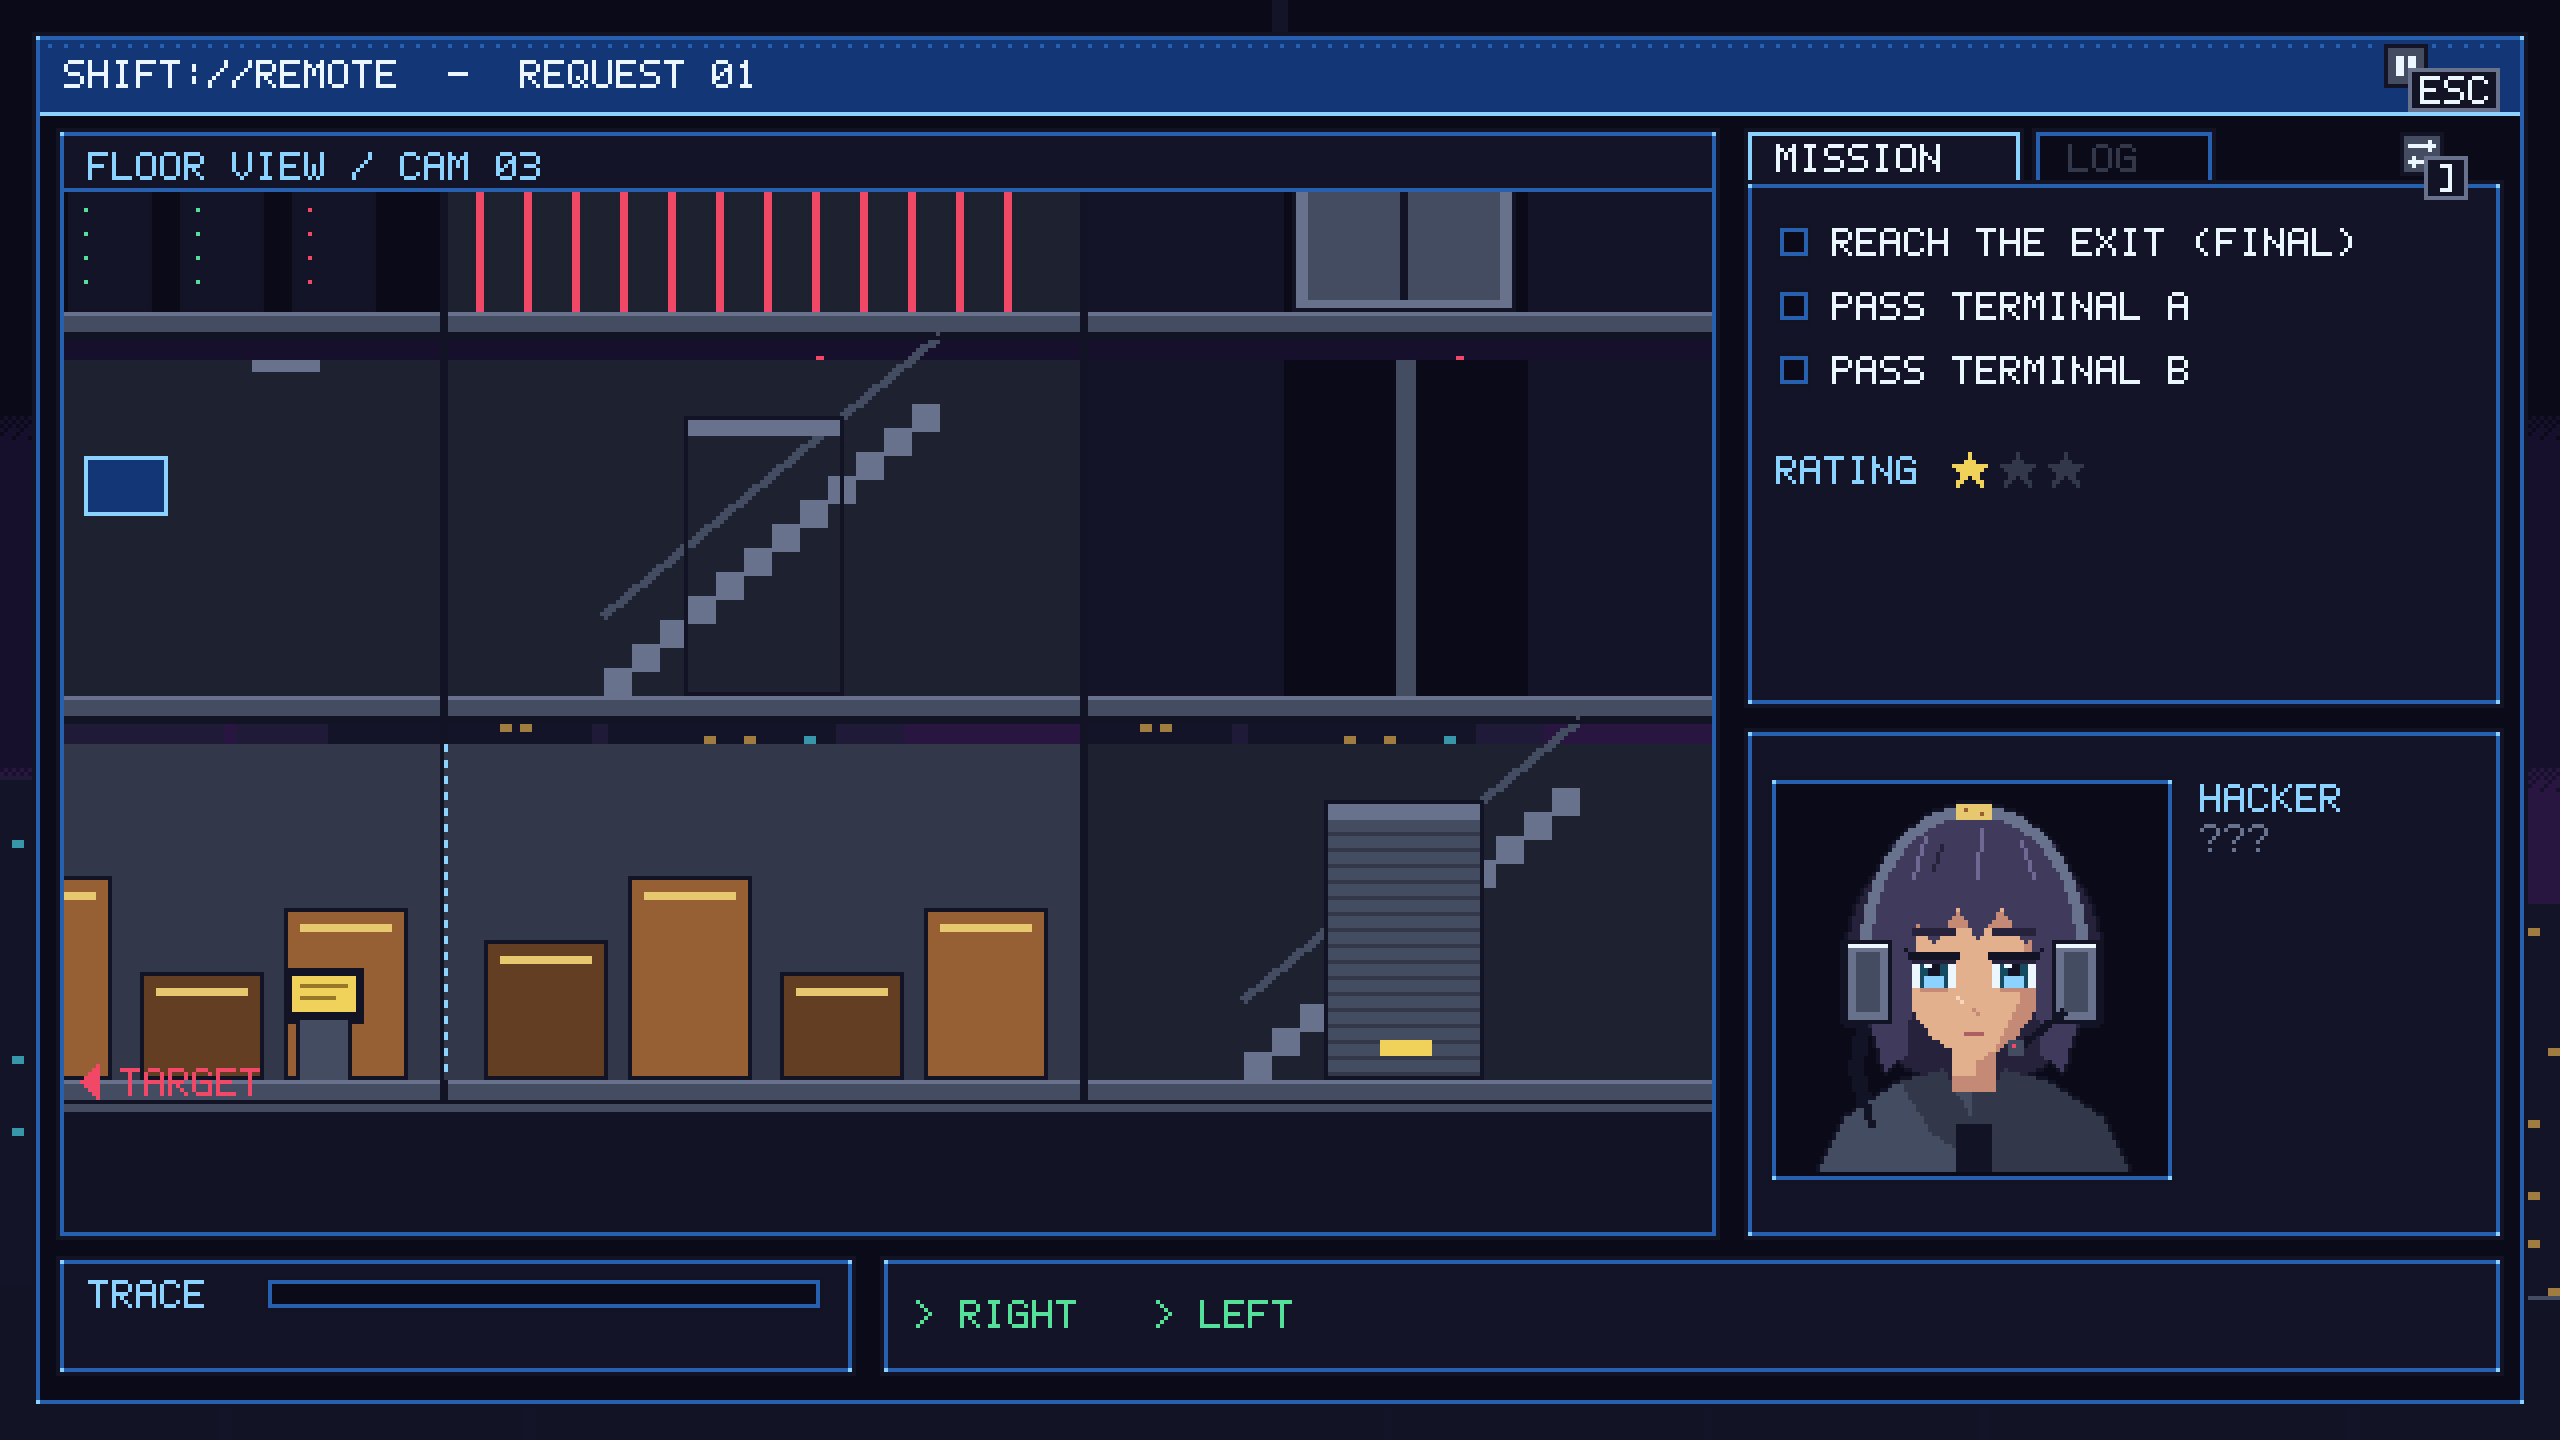 SHIFT://REMOTE - REQUEST 01
ESC
FLOOR VIEW / CAM 03
MISSION
LOG
]
REACH THE EXIT (FINAL)
PASS TERMINAL A
PASS TERMINAL B
RATING
HACKER
???
TARGET
TRACE
> RIGHT > LEFT